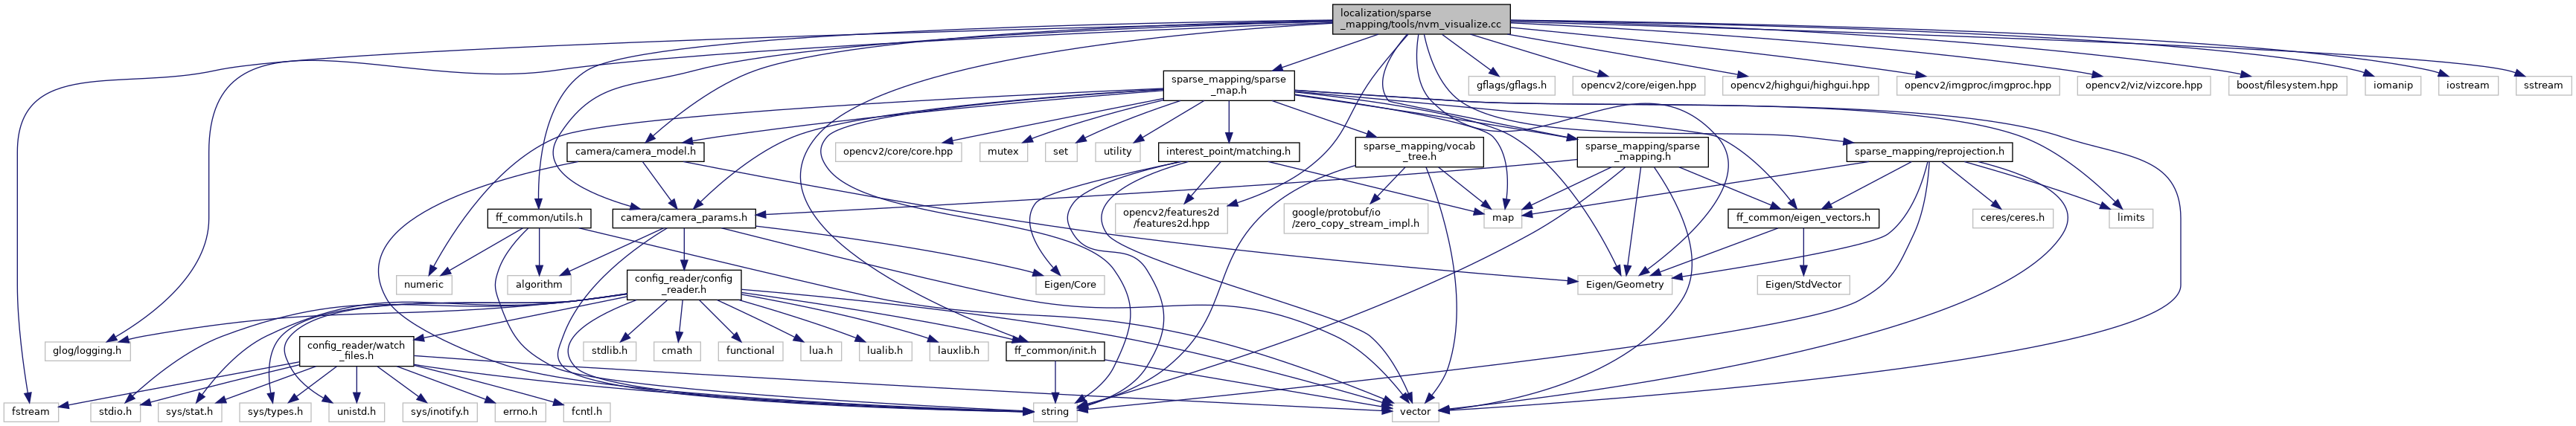 localization/sparse
_mapping/tools/nvm_visualize.cc
sparse_mapping/sparse
_map.h
gflags/gflags.h
opencv2/core/eigen.hpp
opencv2/highgui/highgui.hpp
opencv2/imgproc/imgproc.hpp
opencv2/viz/vizcore.hpp
boost/filesystem.hpp
iomanip
iostream
sstream
camera/camera_model.h
opencv2/core/core.hpp
mutex
set
utility
interest_point/matching.h
sparse_mapping/vocab
_tree.h
sparse_mapping/sparse
_mapping.h
sparse_mapping/reprojection.h
ff_common/utils.h
camera/camera_params.h
opencv2/features2d
/features2d.hpp
google/protobuf/io
/zero_copy_stream_impl.h
map
ff_common/eigen_vectors.h
ceres/ceres.h
limits
numeric
algorithm
config_reader/config
_reader.h
Eigen/Core
Eigen/Geometry
Eigen/StdVector
glog/logging.h
config_reader/watch
_files.h
stdlib.h
cmath
functional
lua.h
lualib.h
lauxlib.h
ff_common/init.h
fstream
stdio.h
sys/stat.h
sys/types.h
unistd.h
sys/inotify.h
errno.h
fcntl.h
string
vector